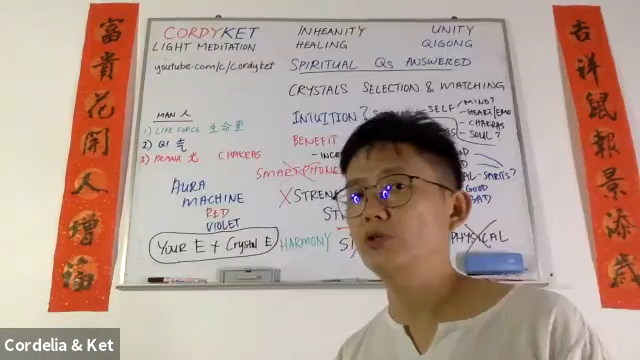 富貴花開人增福
CORDYKET
LIGHT MEDITATION
youtube.com/c/cordyket
INHEANITY
HEALING
UNITY
QIGONG
SPIRITUAL Qs ANSWERED
CRYSTALS SELECTION & MATCHING
MAN 人
1) LIFE FORCE 生命里
2) QI 气
3) PRANA 光 CHAKRAS
AURA
MACHINE
RED
VIOLET
YOUR E + Crystal E
INTUITION?
SELF
MIND?
HEART/EMO
CHAKRAS
SOUL?
BENEFIT
SMARTPHONE
SPIRITS?
GOOD
BAD
HARMONY
PHYSICAL
吉祥鼠報景添歲
Cordelia & Ket